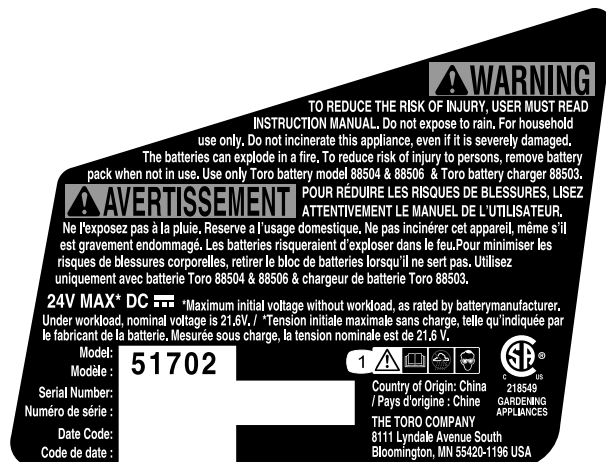 WARNING
TO REDUCE THE RISK OF INJURY, USER MUST READ
INSTRUCTION MANUAL. Do not expose to rain. For household
use only. Do not incinerate this appliance, even if it is severely damaged.
The batteries can explode in a fire. To reduce risk of injury to persons, remove battery
pack when not in use. Use only Toro battery model 88504 & 88506 & Toro battery charger 88503.
AVERTISSEMENT
POUR RÉDUIRE LES RISQUES DE BLESSURES, LISEZ
ATTENTIVEMENT LE MANUEL DE L'UTILISATEUR.
Ne l'exposez pas à la pluie. Reserve a l'usage domestique. Ne pas incinérer cet appareil, même s'il
est gravement endommagé. Les batteries risqueraient d'exploser dans le feu.Pour minimiser les
risques de blessures corporelles, retirer le bloc de batteries lorsqu'il ne sert pas. Utilisez
uniquement avec batterie Toro 88504 & 88506 & chargeur de batterie Toro 88503.
24V MAX* DC *Maximum initial voltage without workload, as rated by batterymanufacturer.
Under workload, nominal voltage is 21.6V. / *Tension initiale maximale sans charge, telle qu'indiquée par
le fabricant de la batterie. Mesurée sous charge, la tension nominale est de 21.6 V.
Model:
Modèle :
51702
Serial Number:
Numéro de série :
Date Code:
Code de date :
1
Country of Origin: China
/ Pays d'origine : Chine
THE TORO COMPANY
8111 Lyndale Avenue South
Bloomington, MN 55420-1196 USA
SA ®
C US
218549
GARDENING
APPLIANCES